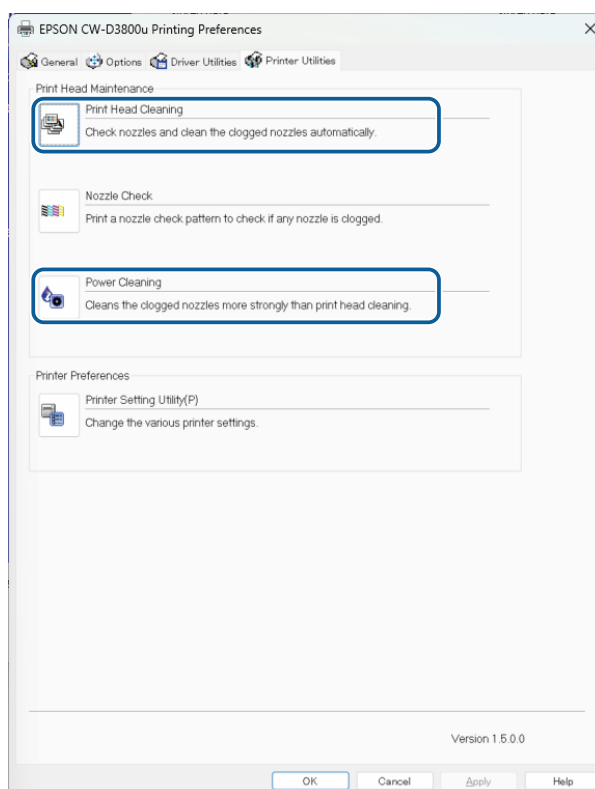 EPSON CW-D3800u Printing Preferences
General Options Driver Utilities Printer Utilities
Print Head Maintenance
Print Head Cleaning
Check nozzles and clean the clogged nozzles automatically.
Nozzle Check
Print a nozzle check pattern to check if any nozzle is clogged.
Power Cleaning
Cleans the clogged nozzles more strongly than print head cleaning.
Printer Preferences
Printer Setting Utility(P)
Change the various printer settings.
Version 1.5.0.0
OK Cancel Apply Help